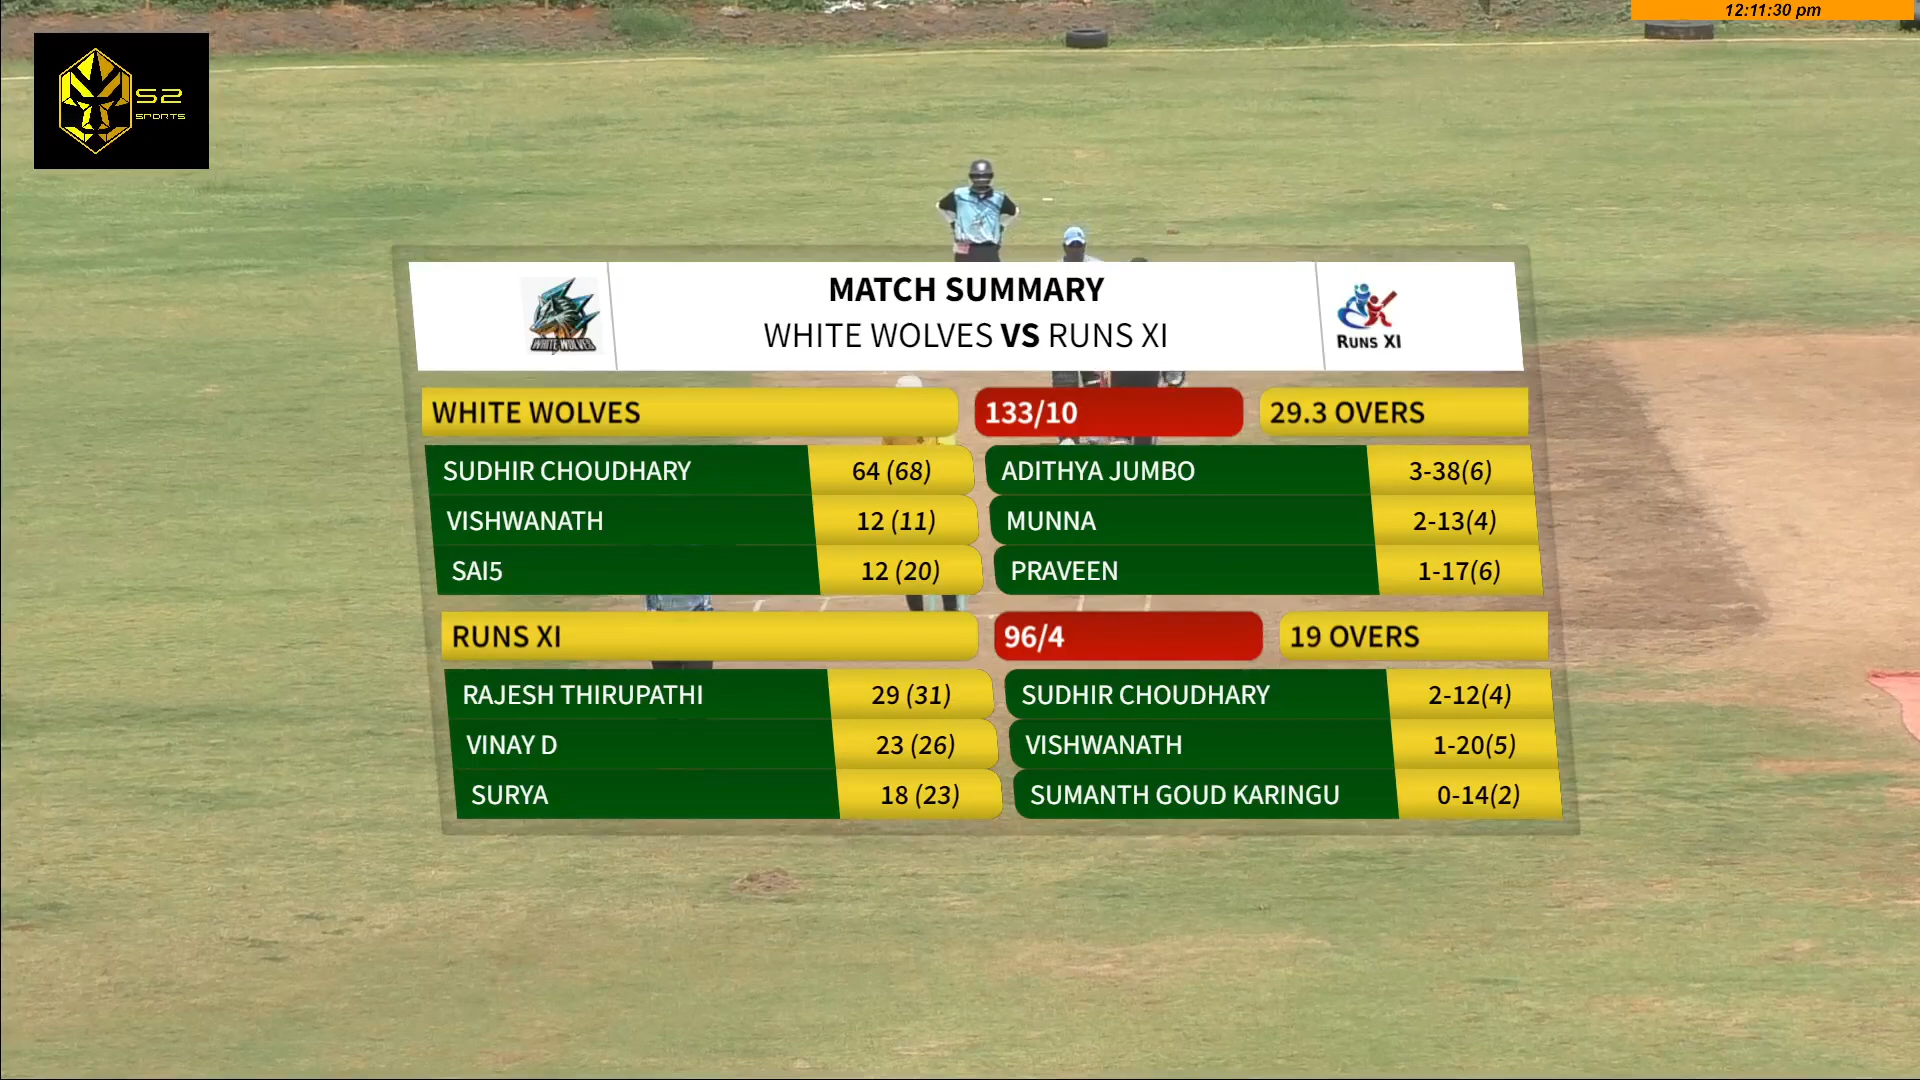 12:11:30 pm
S2
SPORTS
MATCH SUMMARY
WHITE WOLVES VS RUNS XI
WHITE WOLVES
RUNS XI
WHITE WOLVES 133/10 29.3 OVERS
SUDHIR CHOUDHARY 64 (68) ADITHYA JUMBO 3-38(6)
VISHWANATH 12 (11) MUNNA 2-13(4)
SAI5 12 (20) PRAVEEN 1-17(6)
RUNS XI 96/4 19 OVERS
RAJESH THIRUPATHI 29 (31) SUDHIR CHOUDHARY 2-12(4)
VINAY D 23 (26) VISHWANATH 1-20(5)
SURYA 18 (23) SUMANTH GOUD KARINGU 0-14(2)